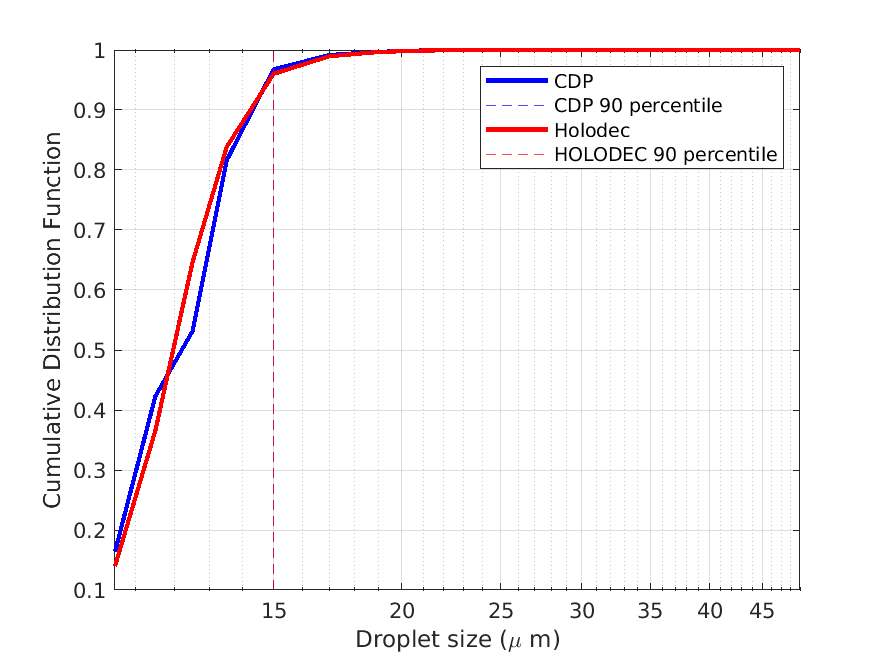 1
0.9
0.8
0.7
0.6
0.5
0.4
0.3
0.2
0.1
Cumulative Distribution Function
CDP
CDP 90 percentile
Holodec
HOLODEC 90 percentile
15 20 25 30 35 40 45
Droplet size (μ m)